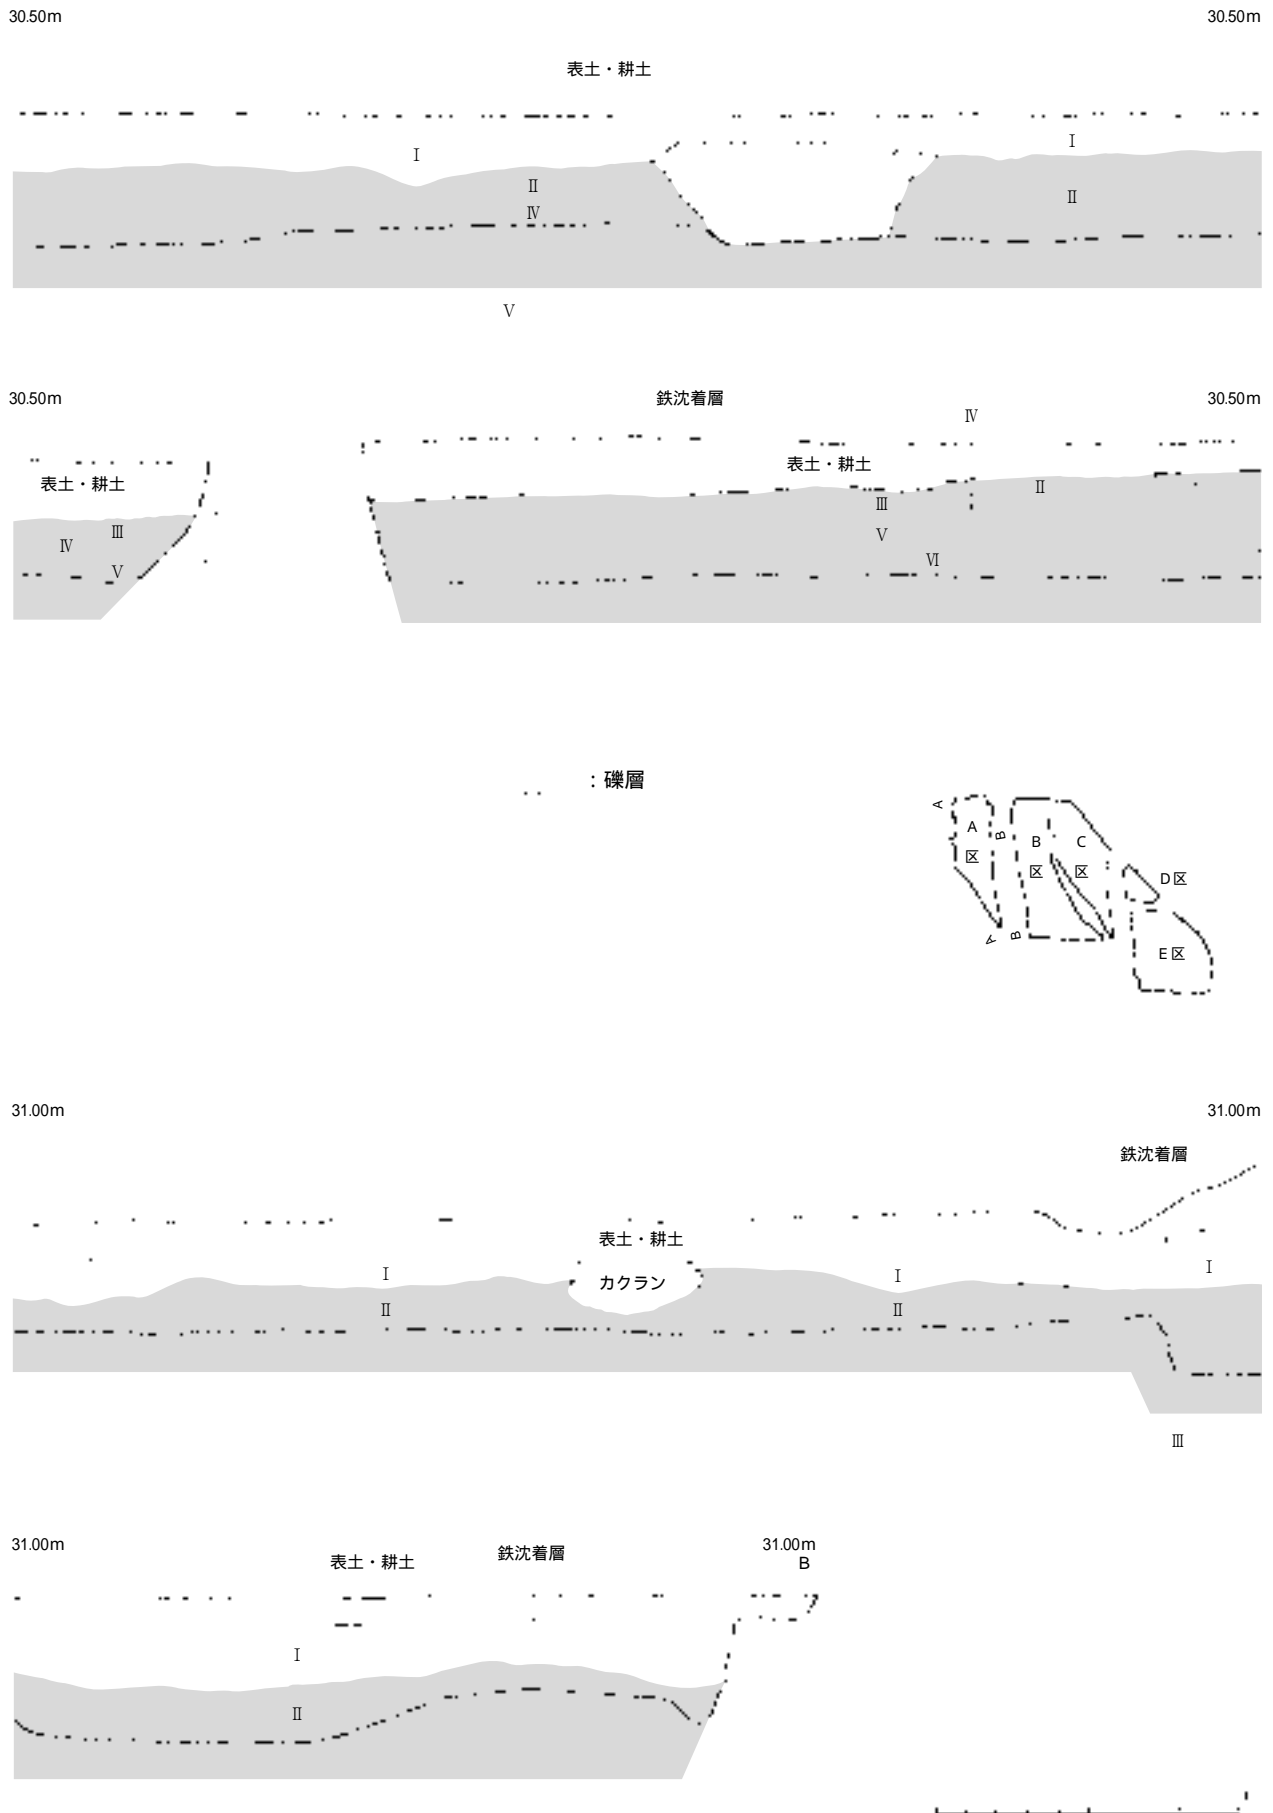 30.50m 30.50m
表土・耕土
Ⅰ Ⅰ
Ⅱ Ⅱ
Ⅳ
Ⅴ
30.50m 鉄沈着層 30.50m
Ⅳ
表土・耕土
表土・耕土 Ⅱ
Ⅲ Ⅲ
Ⅳ Ⅴ
Ⅴ Ⅵ
：礫層
A
A区
B
B区
C区
D区
E区
A
B
31.00m 31.00m
鉄沈着層
表土・耕土
Ⅰ カクラン Ⅰ Ⅰ
Ⅱ Ⅱ
Ⅲ
31.00m 表土・耕土 鉄沈着層 31.00m
B
Ⅰ
Ⅱ